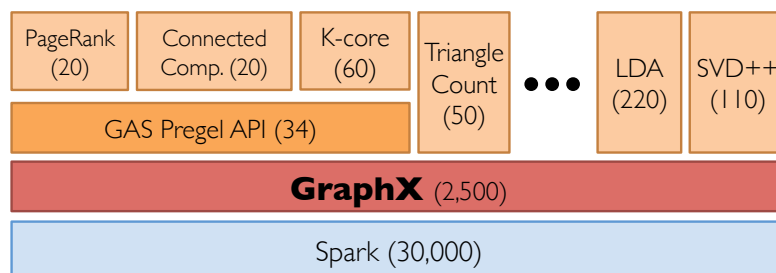 PageRank
(20)
Connected
Comp. (20)
K-core
(60)
Triangle
Count
(50)
LDA
(220)
SVD++
(110)
GAS Pregel API (34)
GraphX (2,500)
Spark (30,000)